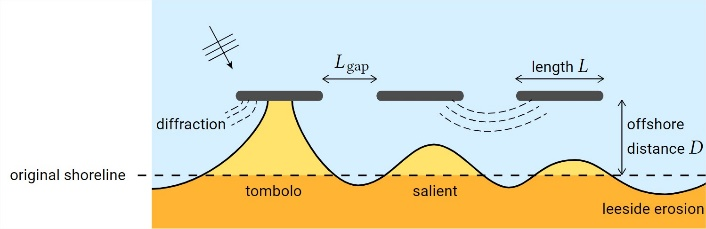 L_gap
length L
diffraction
offshore
distance D
original shoreline
tombolo
salient
leeside erosion